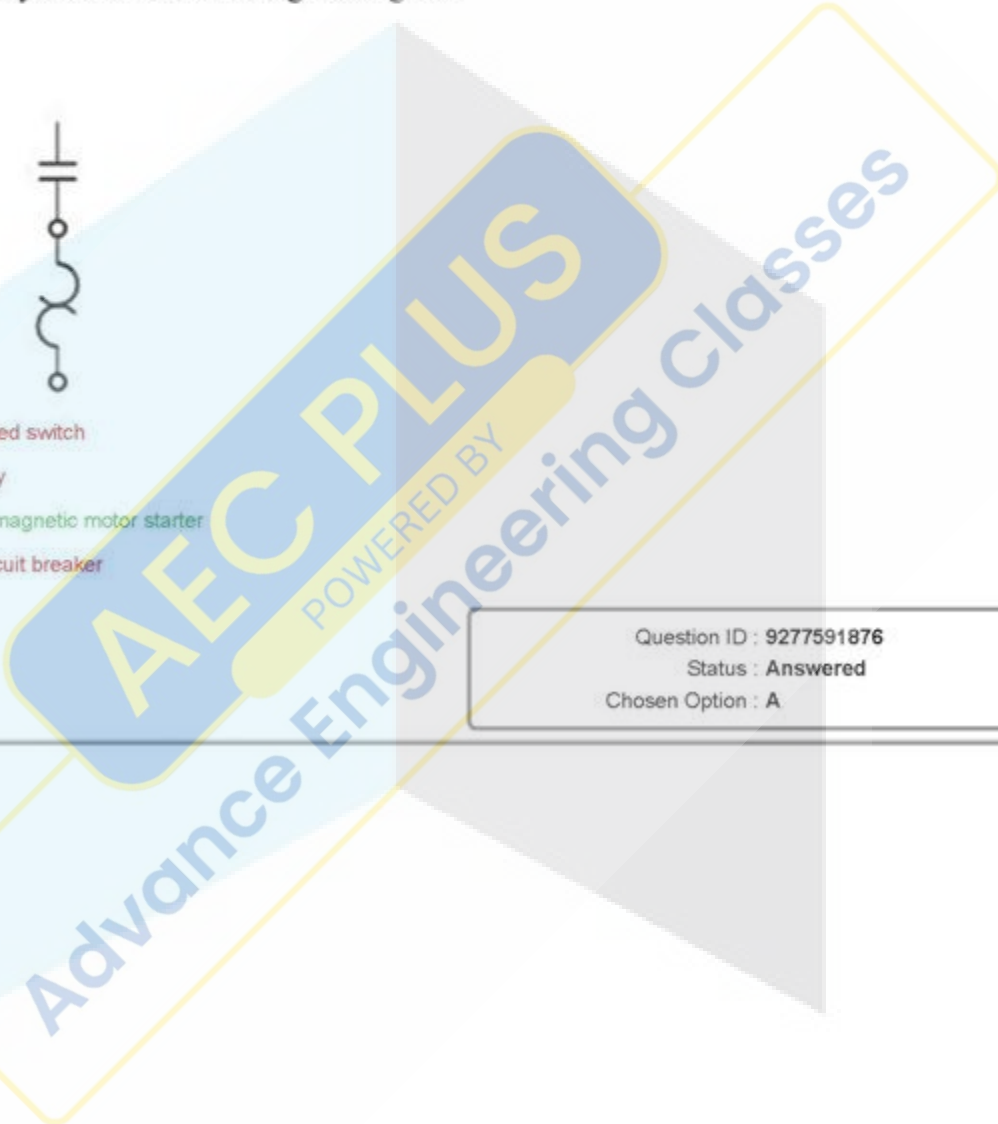 ed switch
y
magnetic motor starter
cuit breaker
AEC PLUS
POWERED BY
Advance Engineering Classes
Question ID : 9277591876
Status : Answered
Chosen Option : A